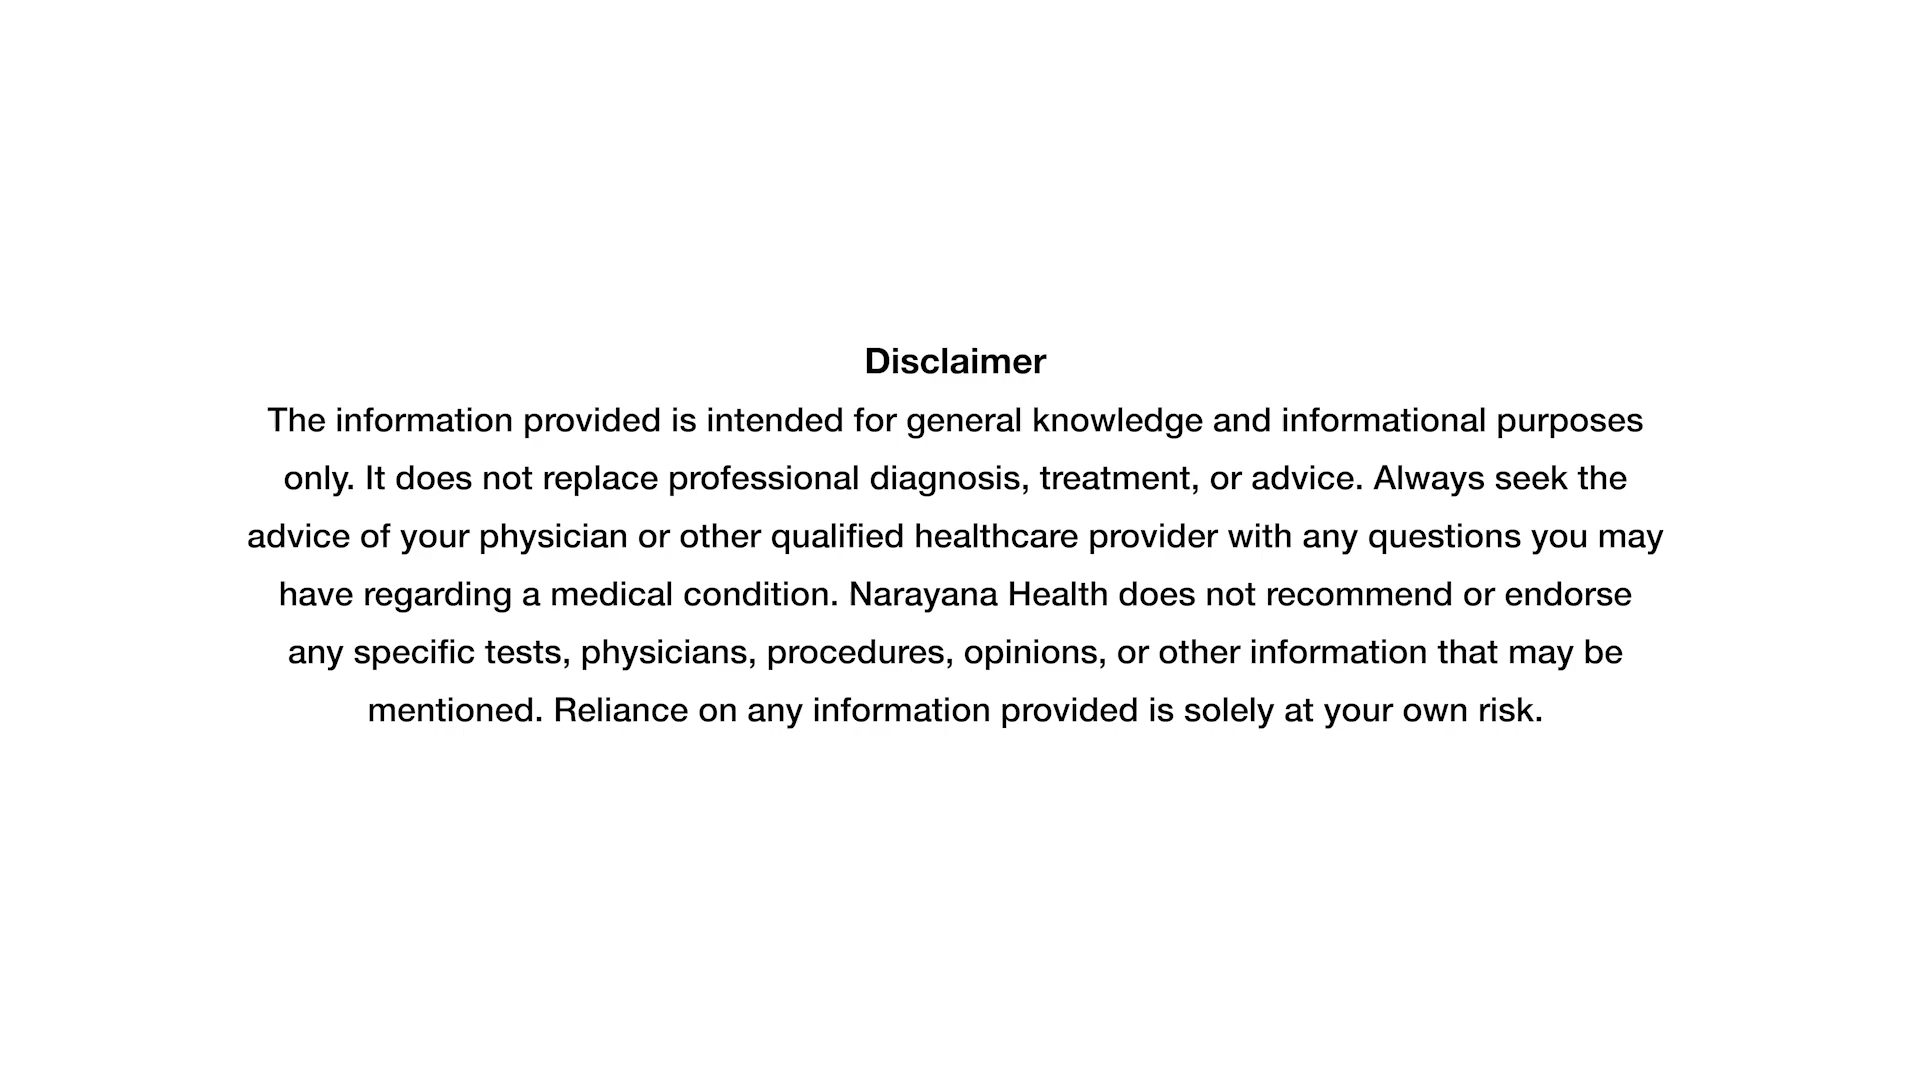 Disclaimer
The information provided is intended for general knowledge and informational purposes
only. It does not replace professional diagnosis, treatment, or advice. Always seek the
advice of your physician or other qualified healthcare provider with any questions you may
have regarding a medical condition. Narayana Health does not recommend or endorse
any specific tests, physicians, procedures, opinions, or other information that may be
mentioned. Reliance on any information provided is solely at your own risk.